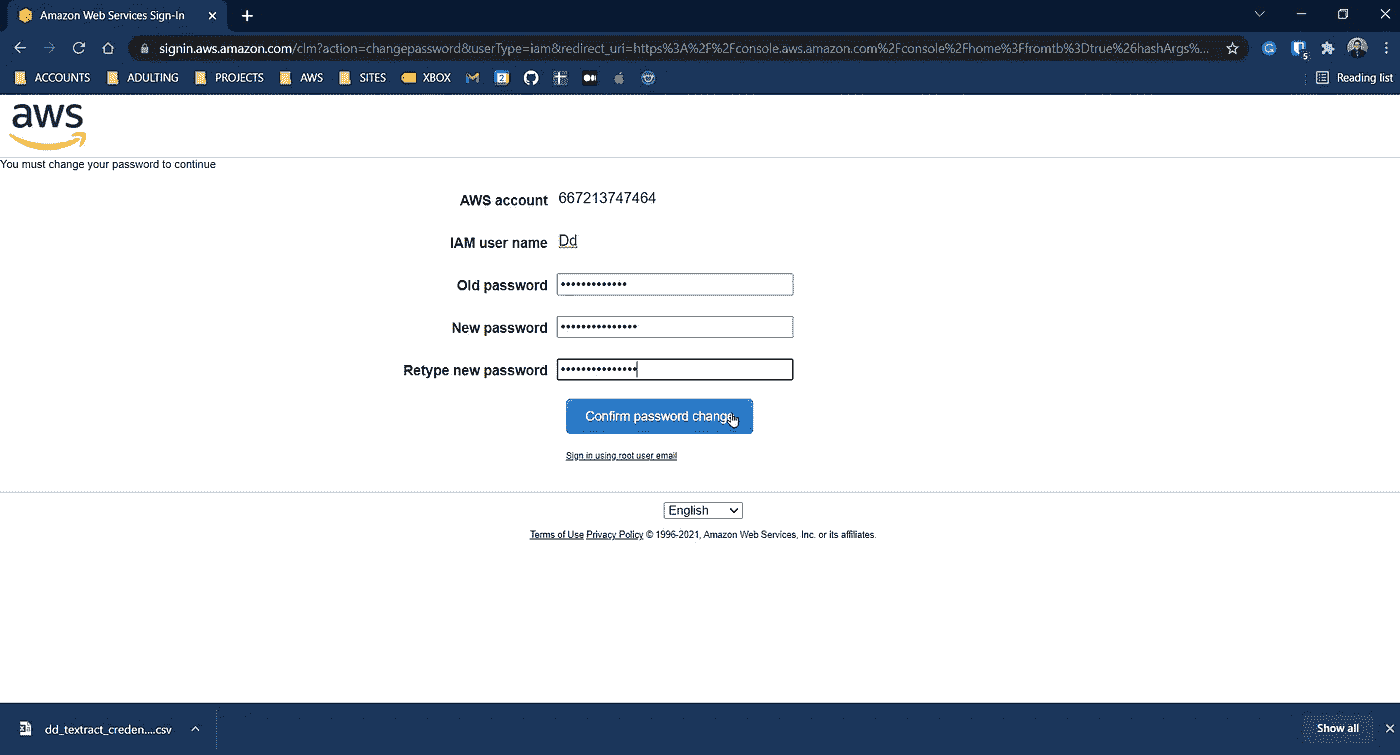 Amazon Web Services Sign-In
signin.aws.amazon.com/clm?action=changepassword&userType=iam&redirect_uri=https%3A%2F%2Fconsole.aws.amazon.com%2Fconsole%2Fhome%3Ffromtb%3Dtrue%26hashArgs%...
5
ACCOUNTS ADULTING PROJECTS AWS SITES XBOX 2 Reading list
aws
You must change your password to continue
AWS account 667213747464
IAM user name Dd
Old password •••••••••••••
New password •••••••••••••••
Retype new password •••••••••••••••
Confirm password change
Sign in using root user email
English
Terms of Use Privacy Policy © 1996-2021, Amazon Web Services, Inc. or its affiliates.
dd_textract_creden....csv Show all